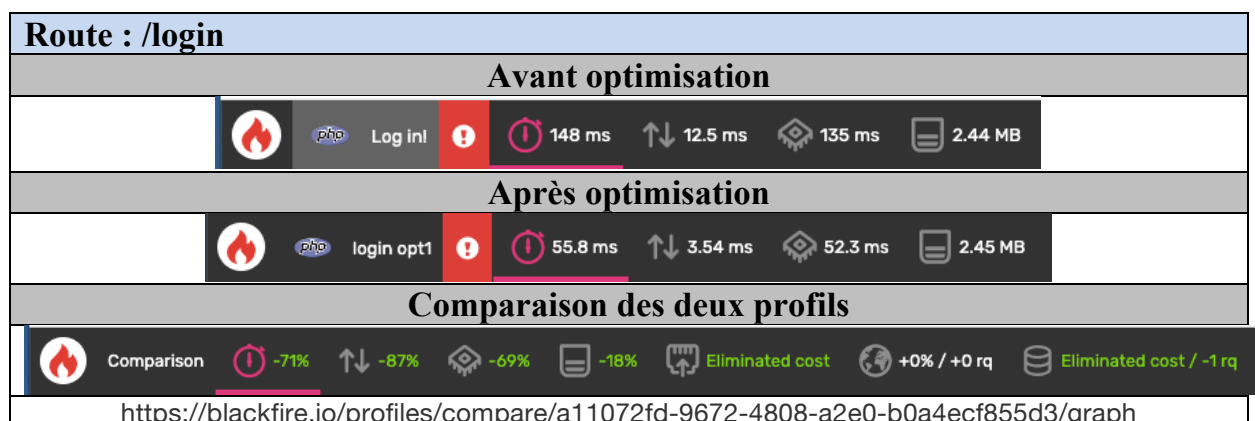 Route : /login
Avant optimisation
php Log in! 148 ms 12.5 ms 135 ms 2.44 MB
Après optimisation
php login opt1 55.8 ms 3.54 ms 52.3 ms 2.45 MB
Comparaison des deux profils
Comparison -71% -87% -69% -18% Eliminated cost +0% / +0 rq Eliminated cost / -1 rq
https://blackfire.io/profiles/compare/a11072fd-9672-4808-a2e0-b0a4ecf855d3/graph